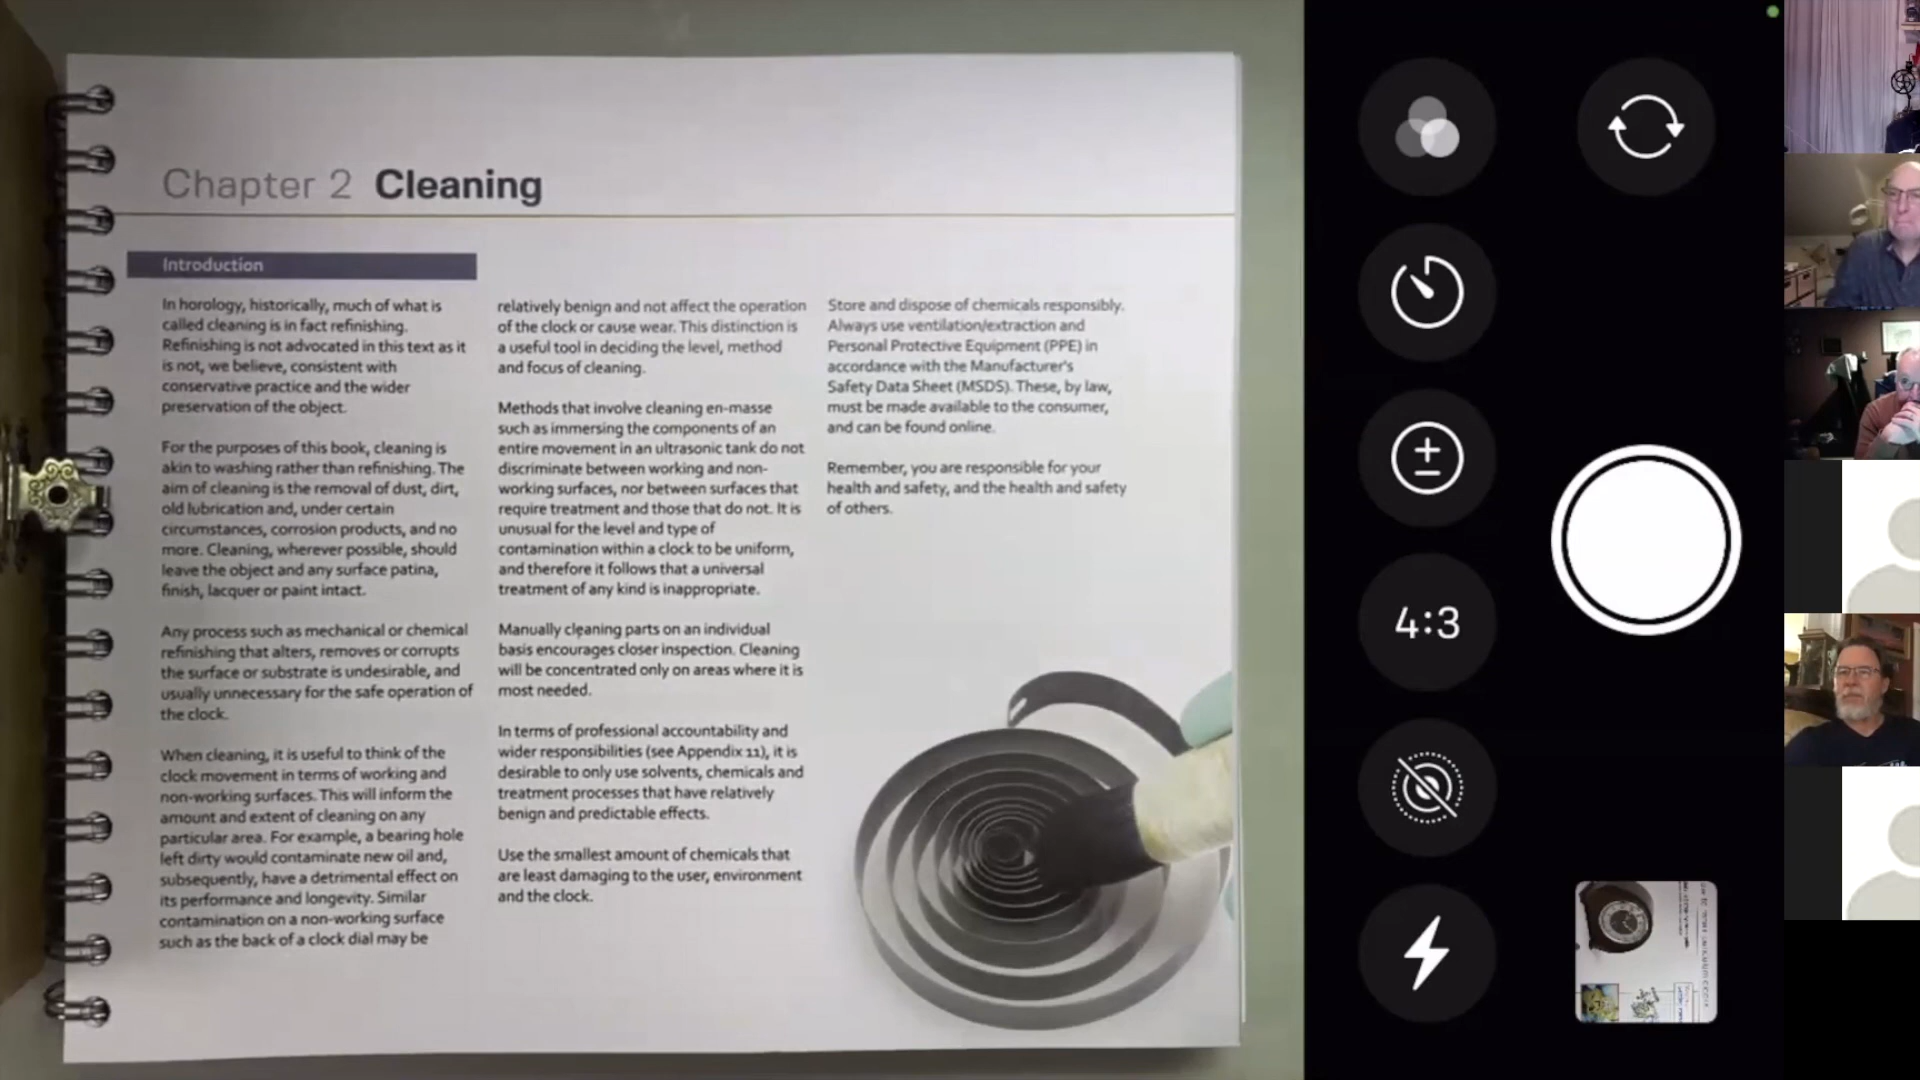 Chapter 2 Cleaning
Introduction
In horology, historically, much of what is
called cleaning is in fact refinishing.
Refinishing is not advocated in this text as it
is not, we believe, consistent with
conservative practice and the wider
preservation of the object.
For the purposes of this book, cleaning is
akin to washing rather than refinishing. The
aim of cleaning is the removal of dust, dirt,
old lubrication and, under certain
circumstances, corrosion products, and no
more. Cleaning, wherever possible, should
leave the object and any surface patina,
finish, lacquer or paint intact.
Any process such as mechanical or chemical
refinishing that alters, removes or corrupts
the surface or substrate is undesirable, and
usually unnecessary for the safe operation of
the clock.
When cleaning, it is useful to think of the
clock movement in terms of working and
non-working surfaces. This will inform the
amount and extent of cleaning on any
particular area. For example, a bearing hole
left dirty would contaminate new oil and,
subsequently, have a detrimental effect on
its performance and longevity. Similar
contamination on a non-working surface
such as the back of a clock dial may be
relatively benign and not affect the operation
of the clock or cause wear. This distinction is
a useful tool in deciding the level, method
and focus of cleaning.
Methods that involve cleaning en-masse
such as immersing the components of an
entire movement in an ultrasonic tank do not
discriminate between working and non-
working surfaces, nor between surfaces that
require treatment and those that do not. It is
unusual for the level and type of
contamination within a clock to be uniform,
and therefore it follows that a universal
treatment of any kind is inappropriate.
Manually cleaning parts on an individual
basis encourages closer inspection. Cleaning
will be concentrated only on areas where it is
most needed.
In terms of professional accountability and
wider responsibilities (see Appendix 11), it is
desirable to only use solvents, chemicals and
treatment processes that have relatively
benign and predictable effects.
Use the smallest amount of chemicals that
are least damaging to the user, environment
and the clock.
Store and dispose of chemicals responsibly.
Always use ventilation/extraction and
Personal Protective Equipment (PPE) in
accordance with the Manufacturer's
Safety Data Sheet (MSDS). These, by law,
must be made available to the consumer,
and can be found online.
Remember, you are responsible for your
health and safety, and the health and safety
of others.
4:3